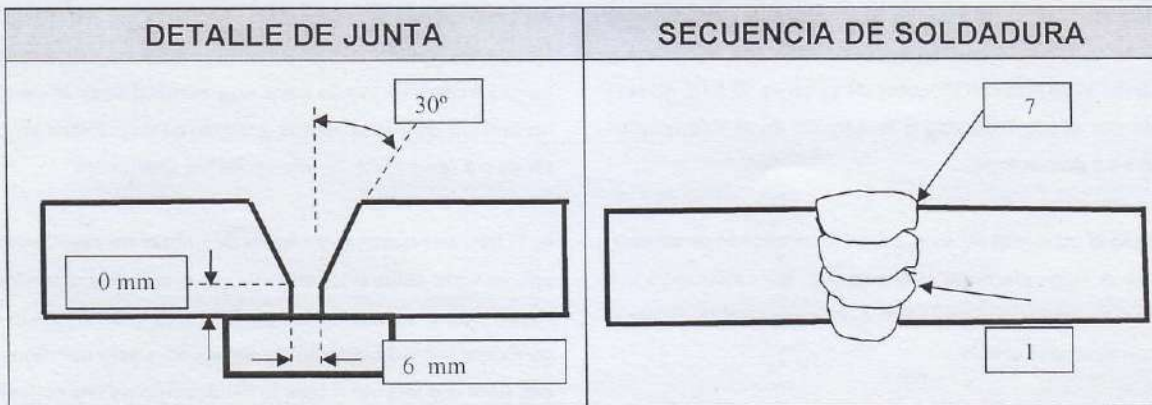 DETALLE DE JUNTA
SECUENCIA DE SOLDADURA
30º
7
0 mm
6 mm
1